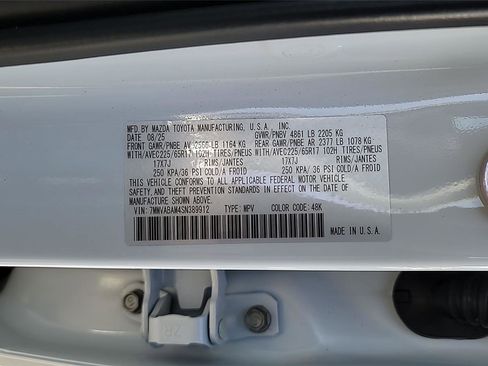 MFD. BY MAZDA TOYOTA MANUFACTURING, U.S.A., INC.
DATE 08/25 GVWR/PNBV 4861 LB 2205 KG
FRONT GAWR/PNBE AV 2566 LB 1164 KG REAR GAWR/PNBE AR 2377 LB 1078 KG
WITH/AVEC225/65R17 102H TIRES/PNEUS WITH/AVEC225/65R17 102H TIRES/PNEUS
17X7J RIMS/JANTES 17X7J RIMS/JANTES
250 KPA/36 PSI COLD/A FROID 250 KPA/36 PSI COLD/A FROID
THIS VEHICLE CONFORMS TO ALL APPLICABLE FEDERAL MOTOR VEHICLE
SAFETY, AND THEFT PREVENTION STANDARDS IN EFFECT ON THE DATE OF
MANUFACTURE SHOWN ABOVE.
VIN: 7MMVABAM4SN389912 TYPE: MPV COLOR CODE: 48K
MADE IN U.S.A.